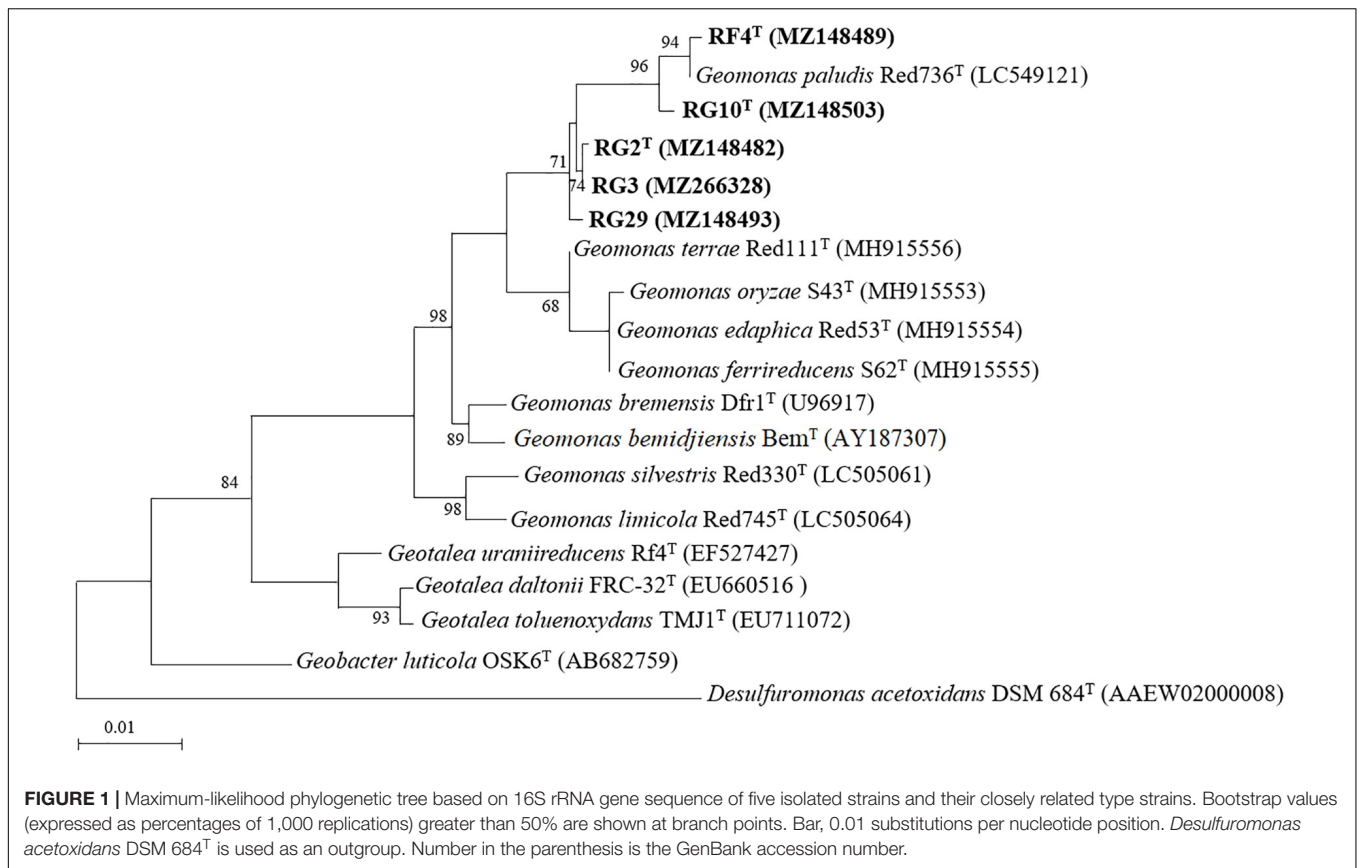 94
RF4ᵀ (MZ148489)
96
Geomonas paludis Red736ᵀ (LC549121)
RG10ᵀ (MZ148503)
RG2ᵀ (MZ148482)
71
74
RG3 (MZ266328)
RG29 (MZ148493)
Geomonas terrae Red111ᵀ (MH915556)
Geomonas oryzae S43ᵀ (MH915553)
68
98
Geomonas edaphica Red53ᵀ (MH915554)
Geomonas ferrireducens S62ᵀ (MH915555)
Geomonas bremensis Dfr1ᵀ (U96917)
89
Geomonas bemidjiensis Bemᵀ (AY187307)
Geomonas silvestris Red330ᵀ (LC505061)
84
98
Geomonas limicola Red745ᵀ (LC505064)
Geotalea uraniireducens Rf4ᵀ (EF527427)
Geotalea daltonii FRC-32ᵀ (EU660516 )
93
Geotalea toluenoxydans TMJ1ᵀ (EU711072)
Geobacter luticola OSK6ᵀ (AB682759)
Desulfuromonas acetoxidans DSM 684ᵀ (AAEW02000008)
0.01
FIGURE 1 | Maximum-likelihood phylogenetic tree based on 16S rRNA gene sequence of five isolated strains and their closely related type strains. Bootstrap values
(expressed as percentages of 1,000 replications) greater than 50% are shown at branch points. Bar, 0.01 substitutions per nucleotide position. Desulfuromonas
acetoxidans DSM 684ᵀ is used as an outgroup. Number in the parenthesis is the GenBank accession number.